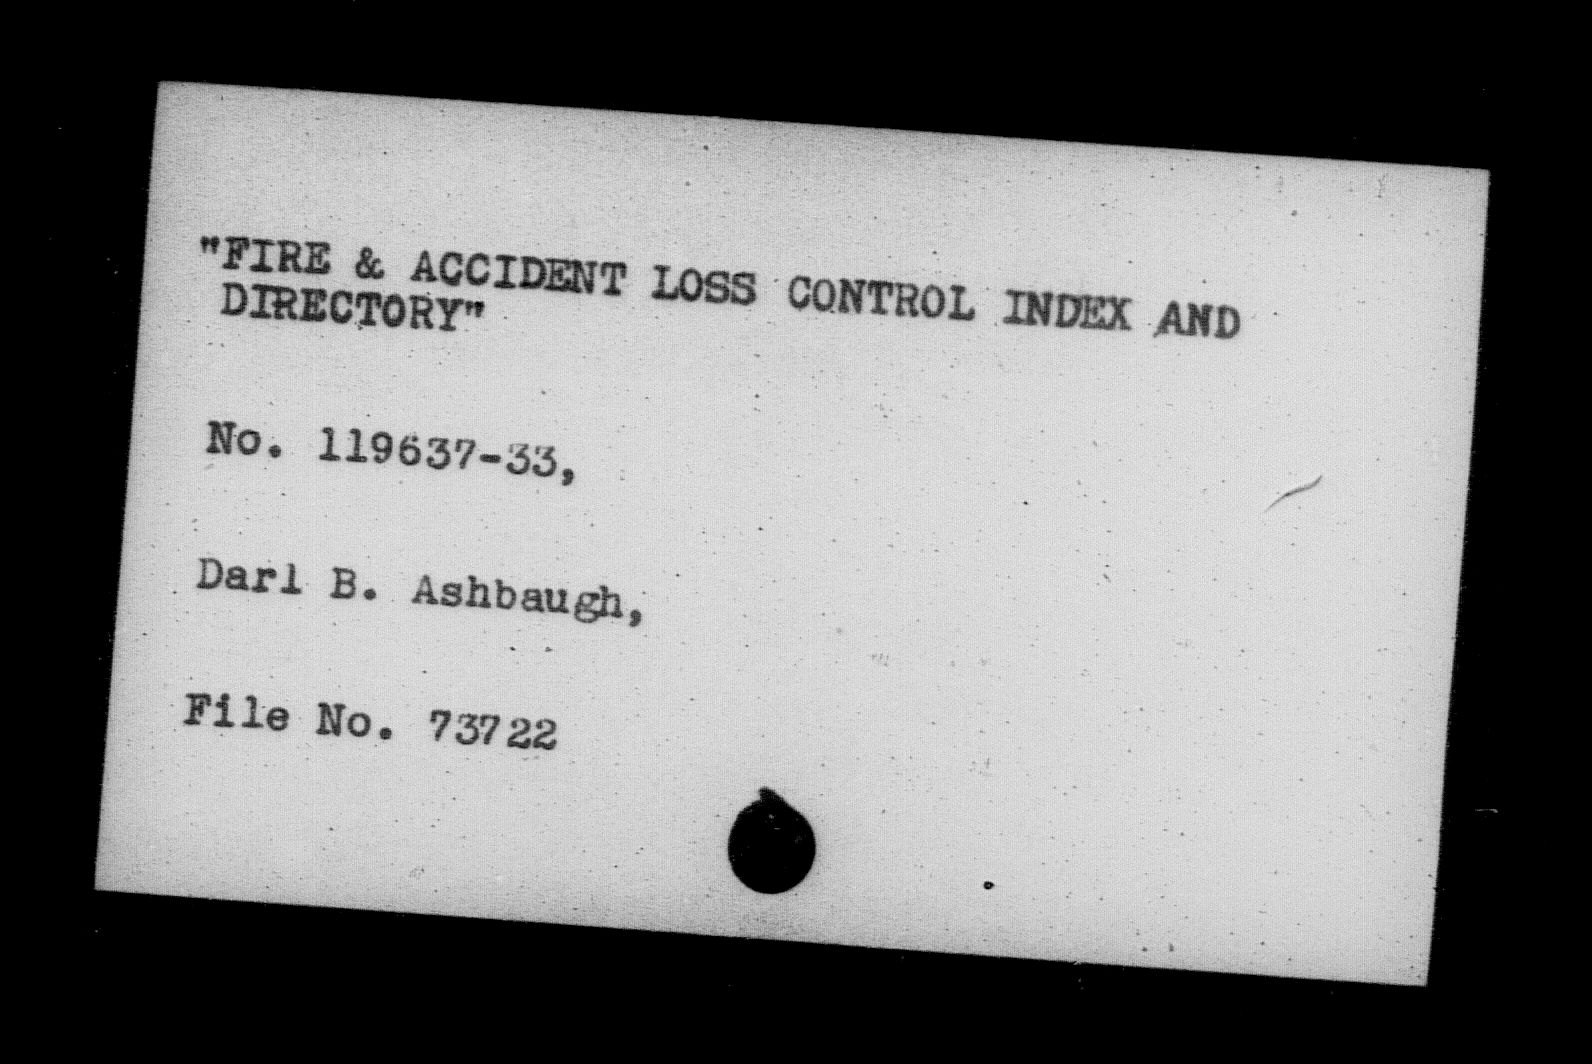 "FIRE & ACCIDENT LOSS CONTROL INDEX AND
DIRECTORY"
No. 119637-33,
Darl B. Ashbaugh,
File No. 73722